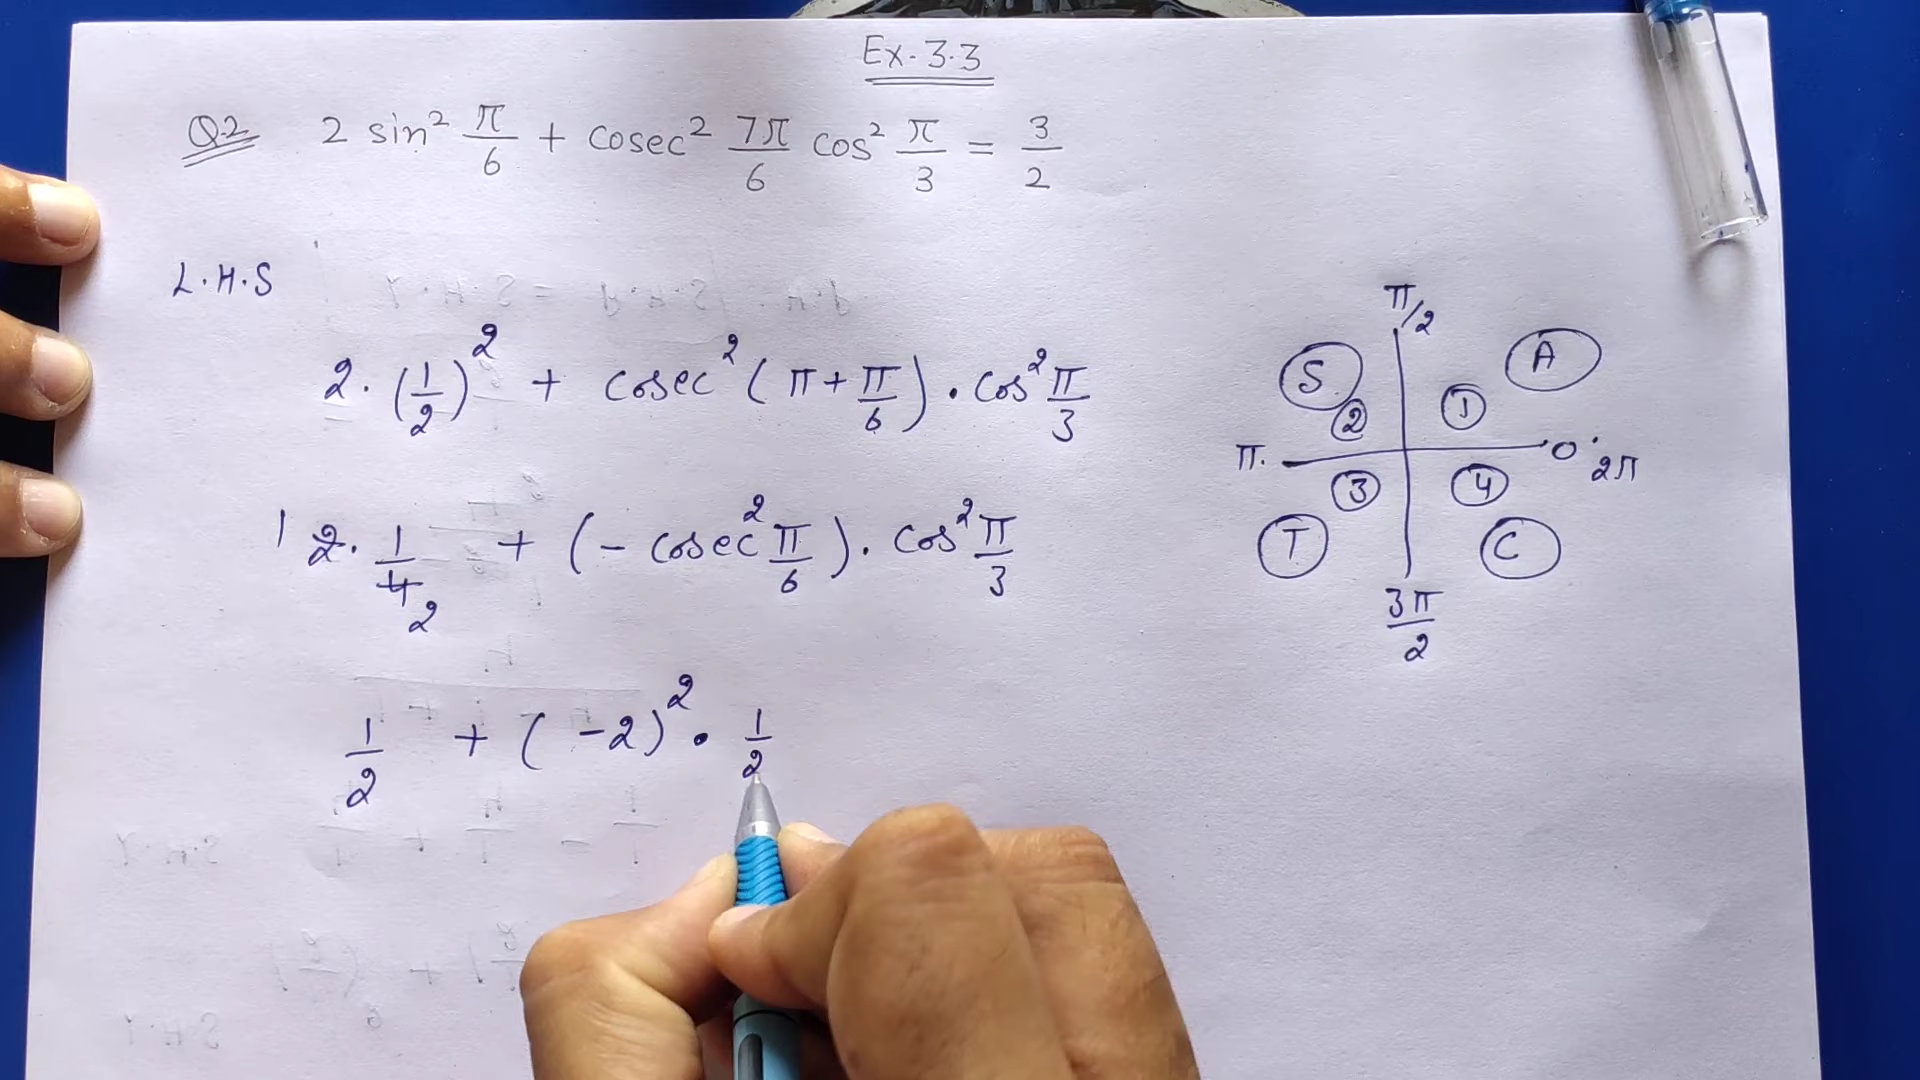 Ex. 3.3
Q2 2 sin² π/6 + cosec² 7π/6 cos² π/3 = 3/2
L.H.S
2 · (1/2)² + cosec² (π + π/6) · cos² π/3
1 2 · 1/4 2 + (- cosec² π/6) · cos² π/3
1/2 + (-2)² · 1/2
π/2
S A
2 1
π 0 2π
3 4
T C
3π/2